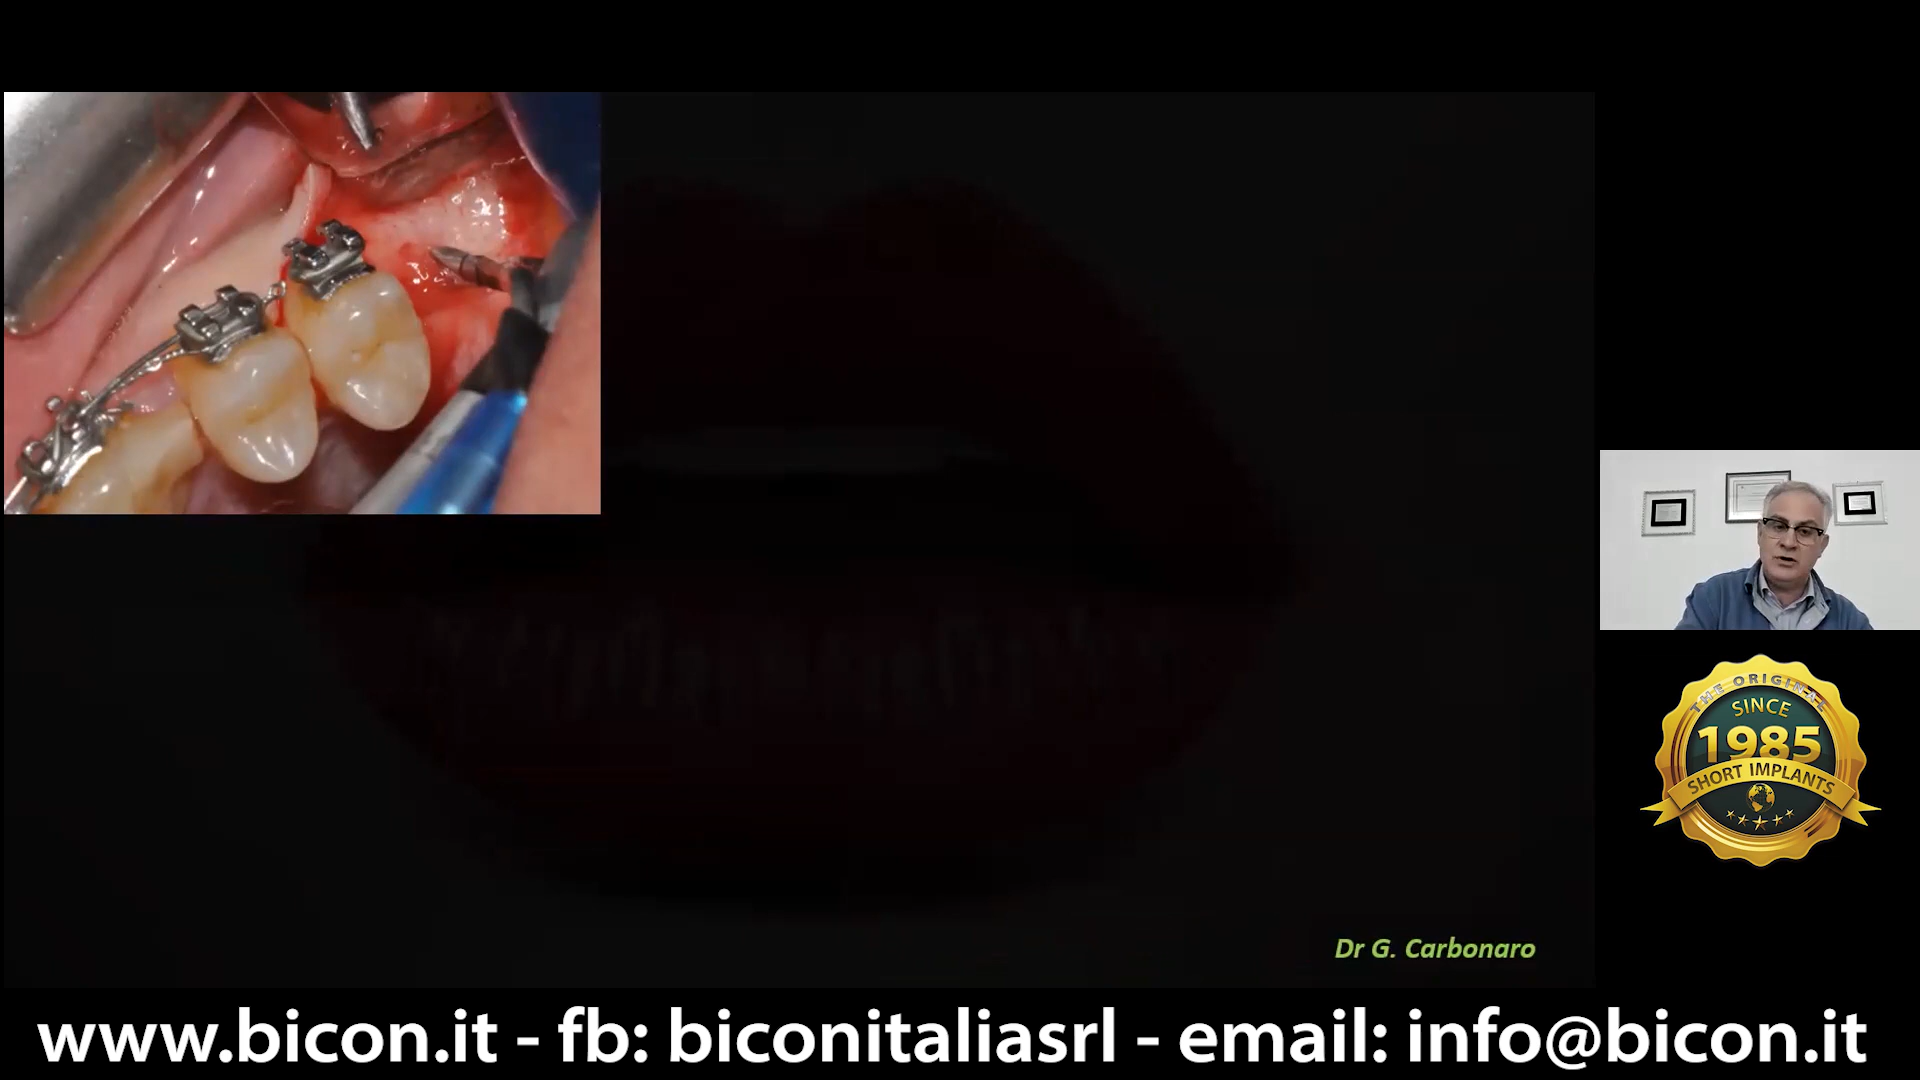 THE ORIGINAL
SINCE
1985
SHORT IMPLANTS
Dr G. Carbonaro
www.bicon.it - fb: biconitaliasrl - email: info@bicon.it